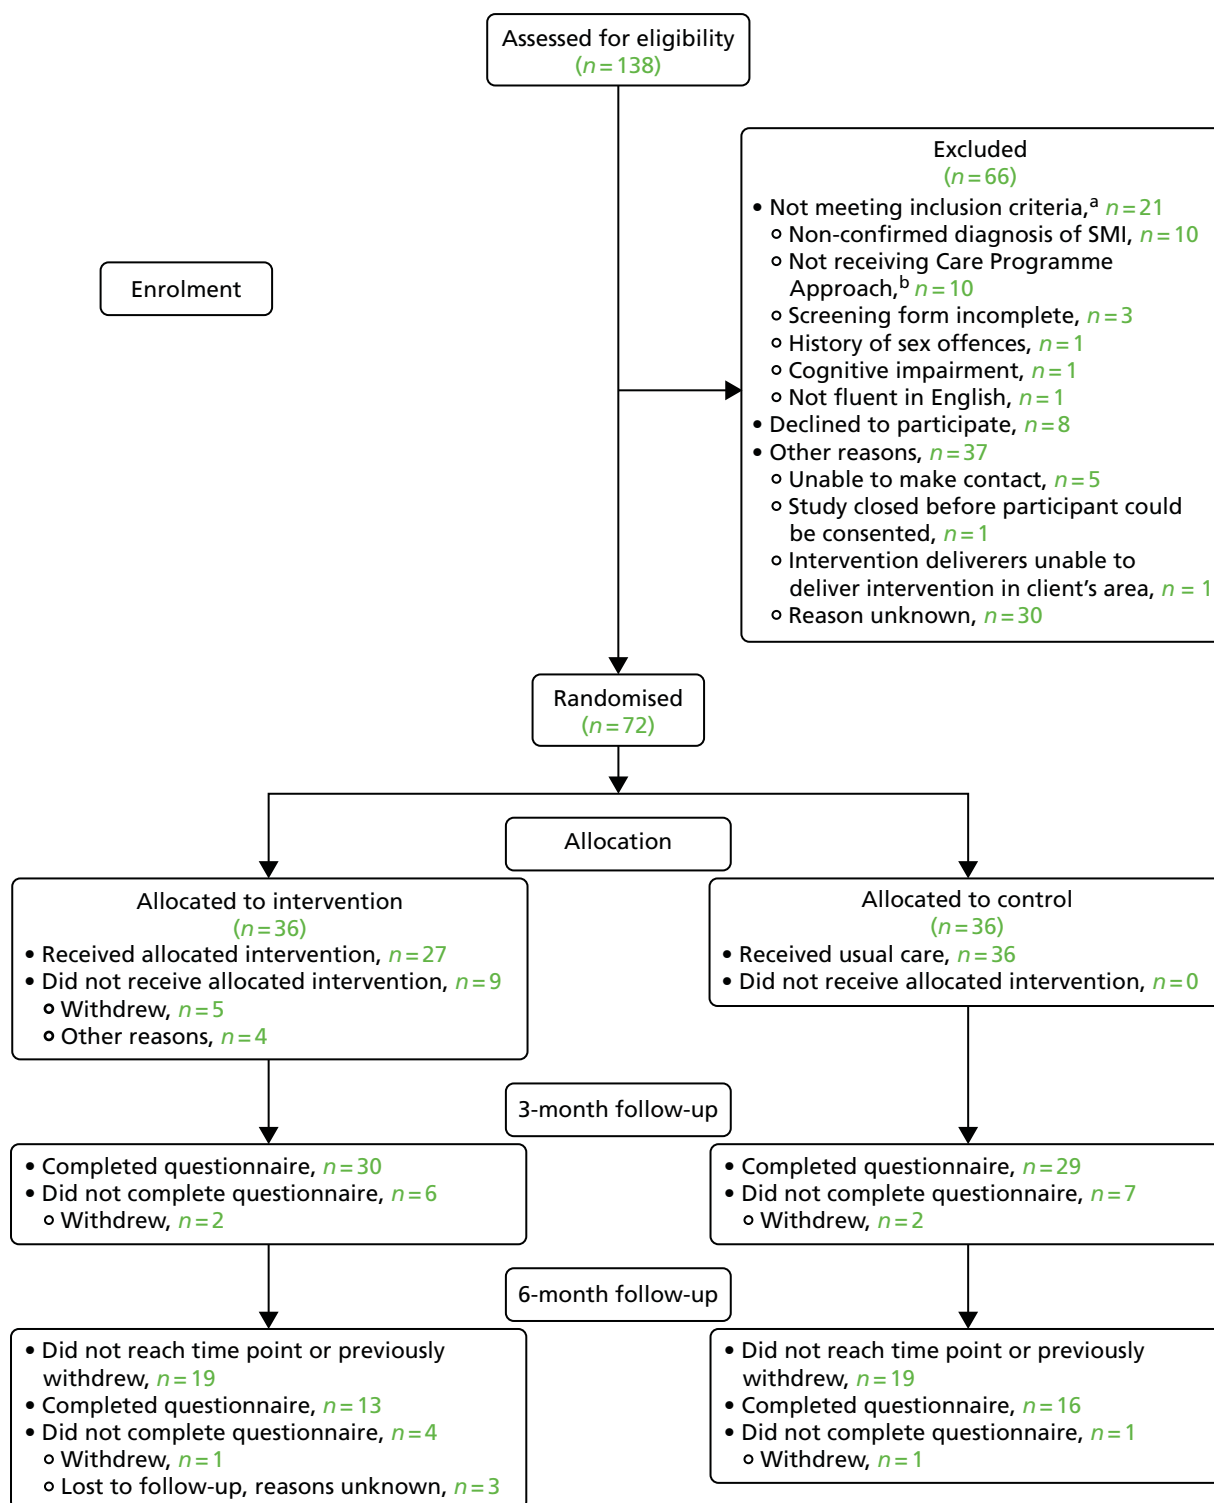 Assessed for eligibility
(n=138)
Excluded
(n=66)
• Not meeting inclusion criteria,a n=21
Non-confirmed diagnosis of SMI, n=10
Not receiving Care Programme
Approach,b n=10
Screening form incomplete, n=3
History of sex offences, n=1
Cognitive impairment, n=1
Not fluent in English, n=1
• Declined to participate, n=8
• Other reasons, n=37
Unable to make contact, n=5
Study closed before participant could
be consented, n=1
Intervention deliverers unable to
deliver intervention in client's area, n = 1
Reason unknown, n=30
Enrolment
Randomised
(n=72)
Allocation
Allocated to intervention
(n=36)
• Received allocated intervention, n=27
• Did not receive allocated intervention, n=9
Withdrew, n=5
Other reasons, n=4
Allocated to control
(n=36)
• Received usual care, n=36
• Did not receive allocated intervention, n=0
3-month follow-up
• Completed questionnaire, n=30
• Did not complete questionnaire, n=6
Withdrew, n=2
• Completed questionnaire, n=29
• Did not complete questionnaire, n=7
Withdrew, n=2
6-month follow-up
• Did not reach time point or previously
withdrew, n=19
• Completed questionnaire, n=13
• Did not complete questionnaire, n=4
Withdrew, n=1
Lost to follow-up, reasons unknown, n=3
• Did not reach time point or previously
withdrew, n=19
• Completed questionnaire, n=16
• Did not complete questionnaire, n=1
Withdrew, n=1